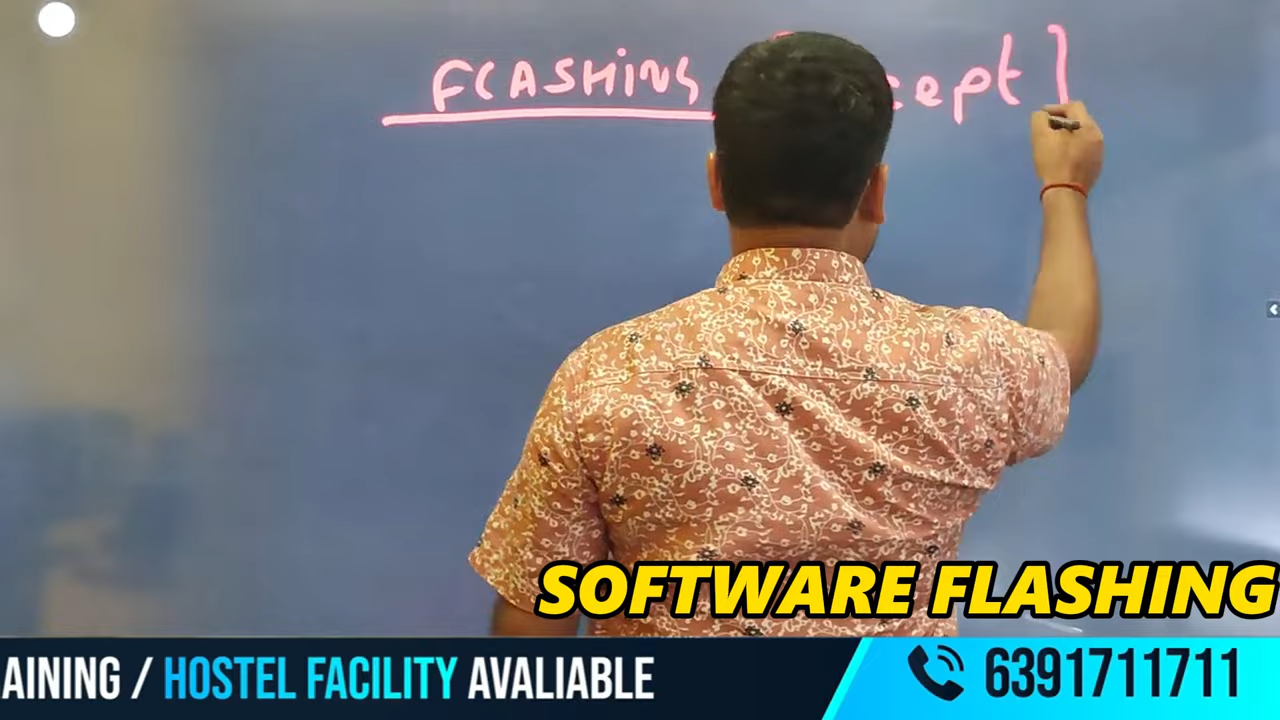 FLASHING cept ]
SOFTWARE FLASHING
AINING / HOSTEL FACILITY AVALIABLE
6391711711